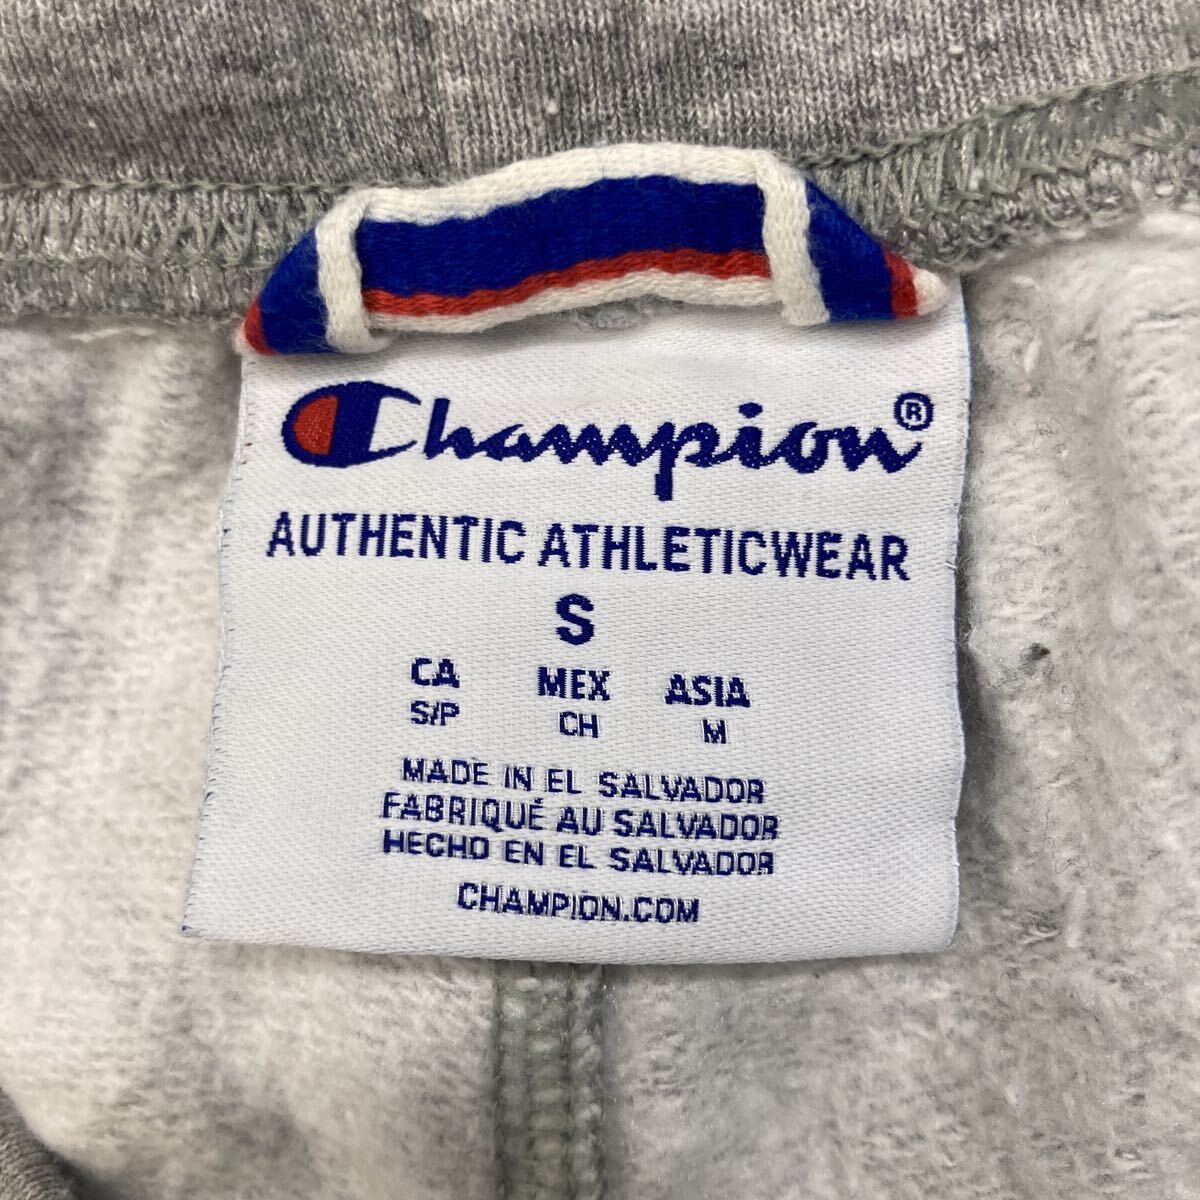 Champion®
AUTHENTIC ATHLETICWEAR
S
CA MEX ASIA
S/P CH M
MADE IN EL SALVADOR
FABRIQUÉ AU SALVADOR
HECHO EN EL SALVADOR
CHAMPION.COM